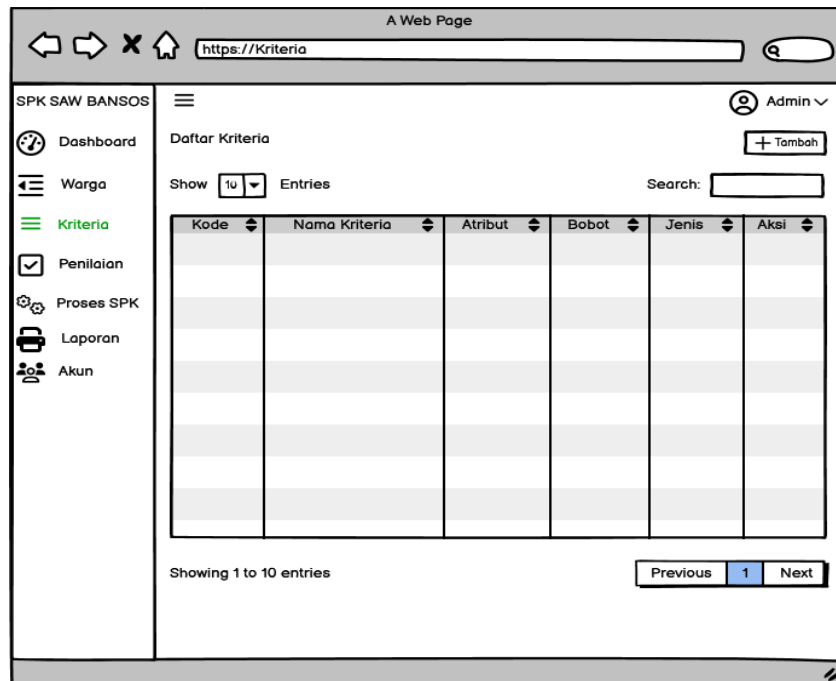 A Web Page
https://Kriteria
SPK SAW BANSOS
Admin
Dashboard
Warga
Kriteria
Penilaian
Proses SPK
Laporan
Akun
Daftar Kriteria
Tambah
Show 10 Entries
Search:
Kode Nama Kriteria Atribut Bobot Jenis Aksi
Showing 1 to 10 entries
Previous 1 Next